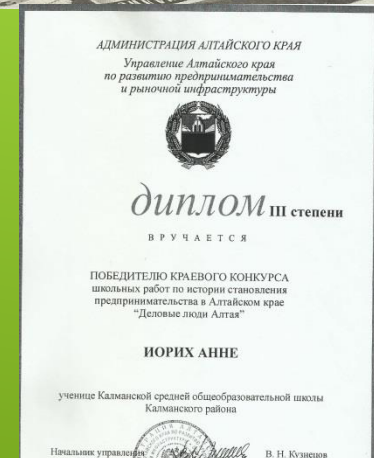 АДМИНИСТРАЦИЯ АЛТАЙСКОГО КРАЯ
Управление Алтайского края
по развитию предпринимательства
и рыночной инфраструктуры
диплом III степени
ВРУЧАЕТСЯ
ПОБЕДИТЕЛЮ КРАЕВОГО КОНКУРСА
школьных работ по истории становления
предпринимательства в Алтайском крае
“Деловые люди Алтая”
ИОРИХ АННЕ
ученице Калманской средней общеобразовательной школы
Калманского района
Начальник управления В. Н. Кузнецов